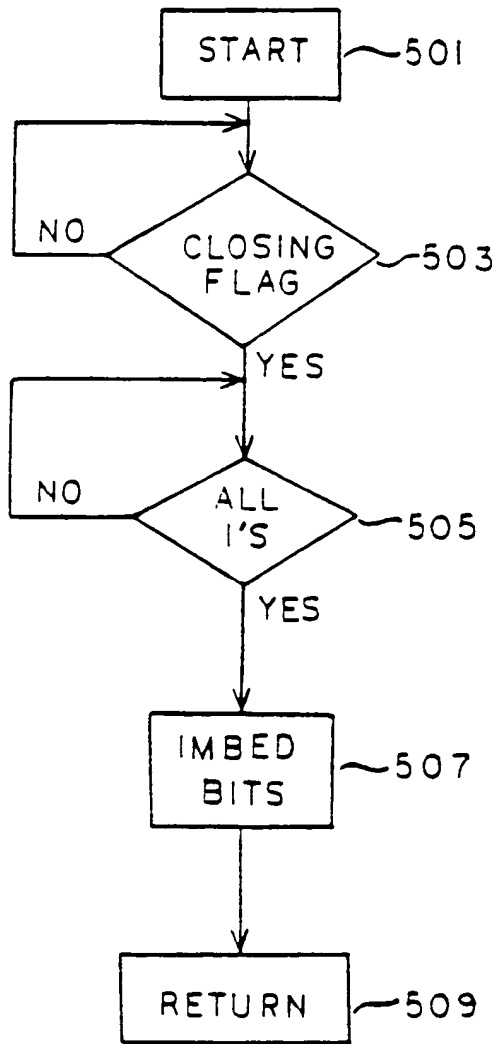 START 501
NO
CLOSING
FLAG
503
YES
NO
ALL
1'S
505
YES
IMBED
BITS
507
RETURN 509